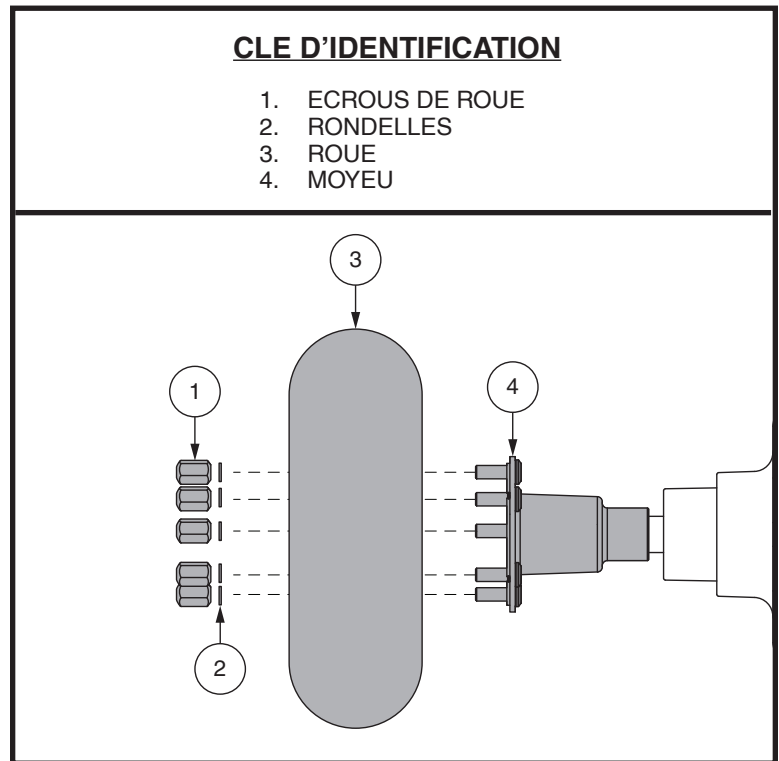 CLE D’IDENTIFICATION
1. ECROUS DE ROUE
2. RONDELLES
3. ROUE
4. MOYEU
3
1
4
2